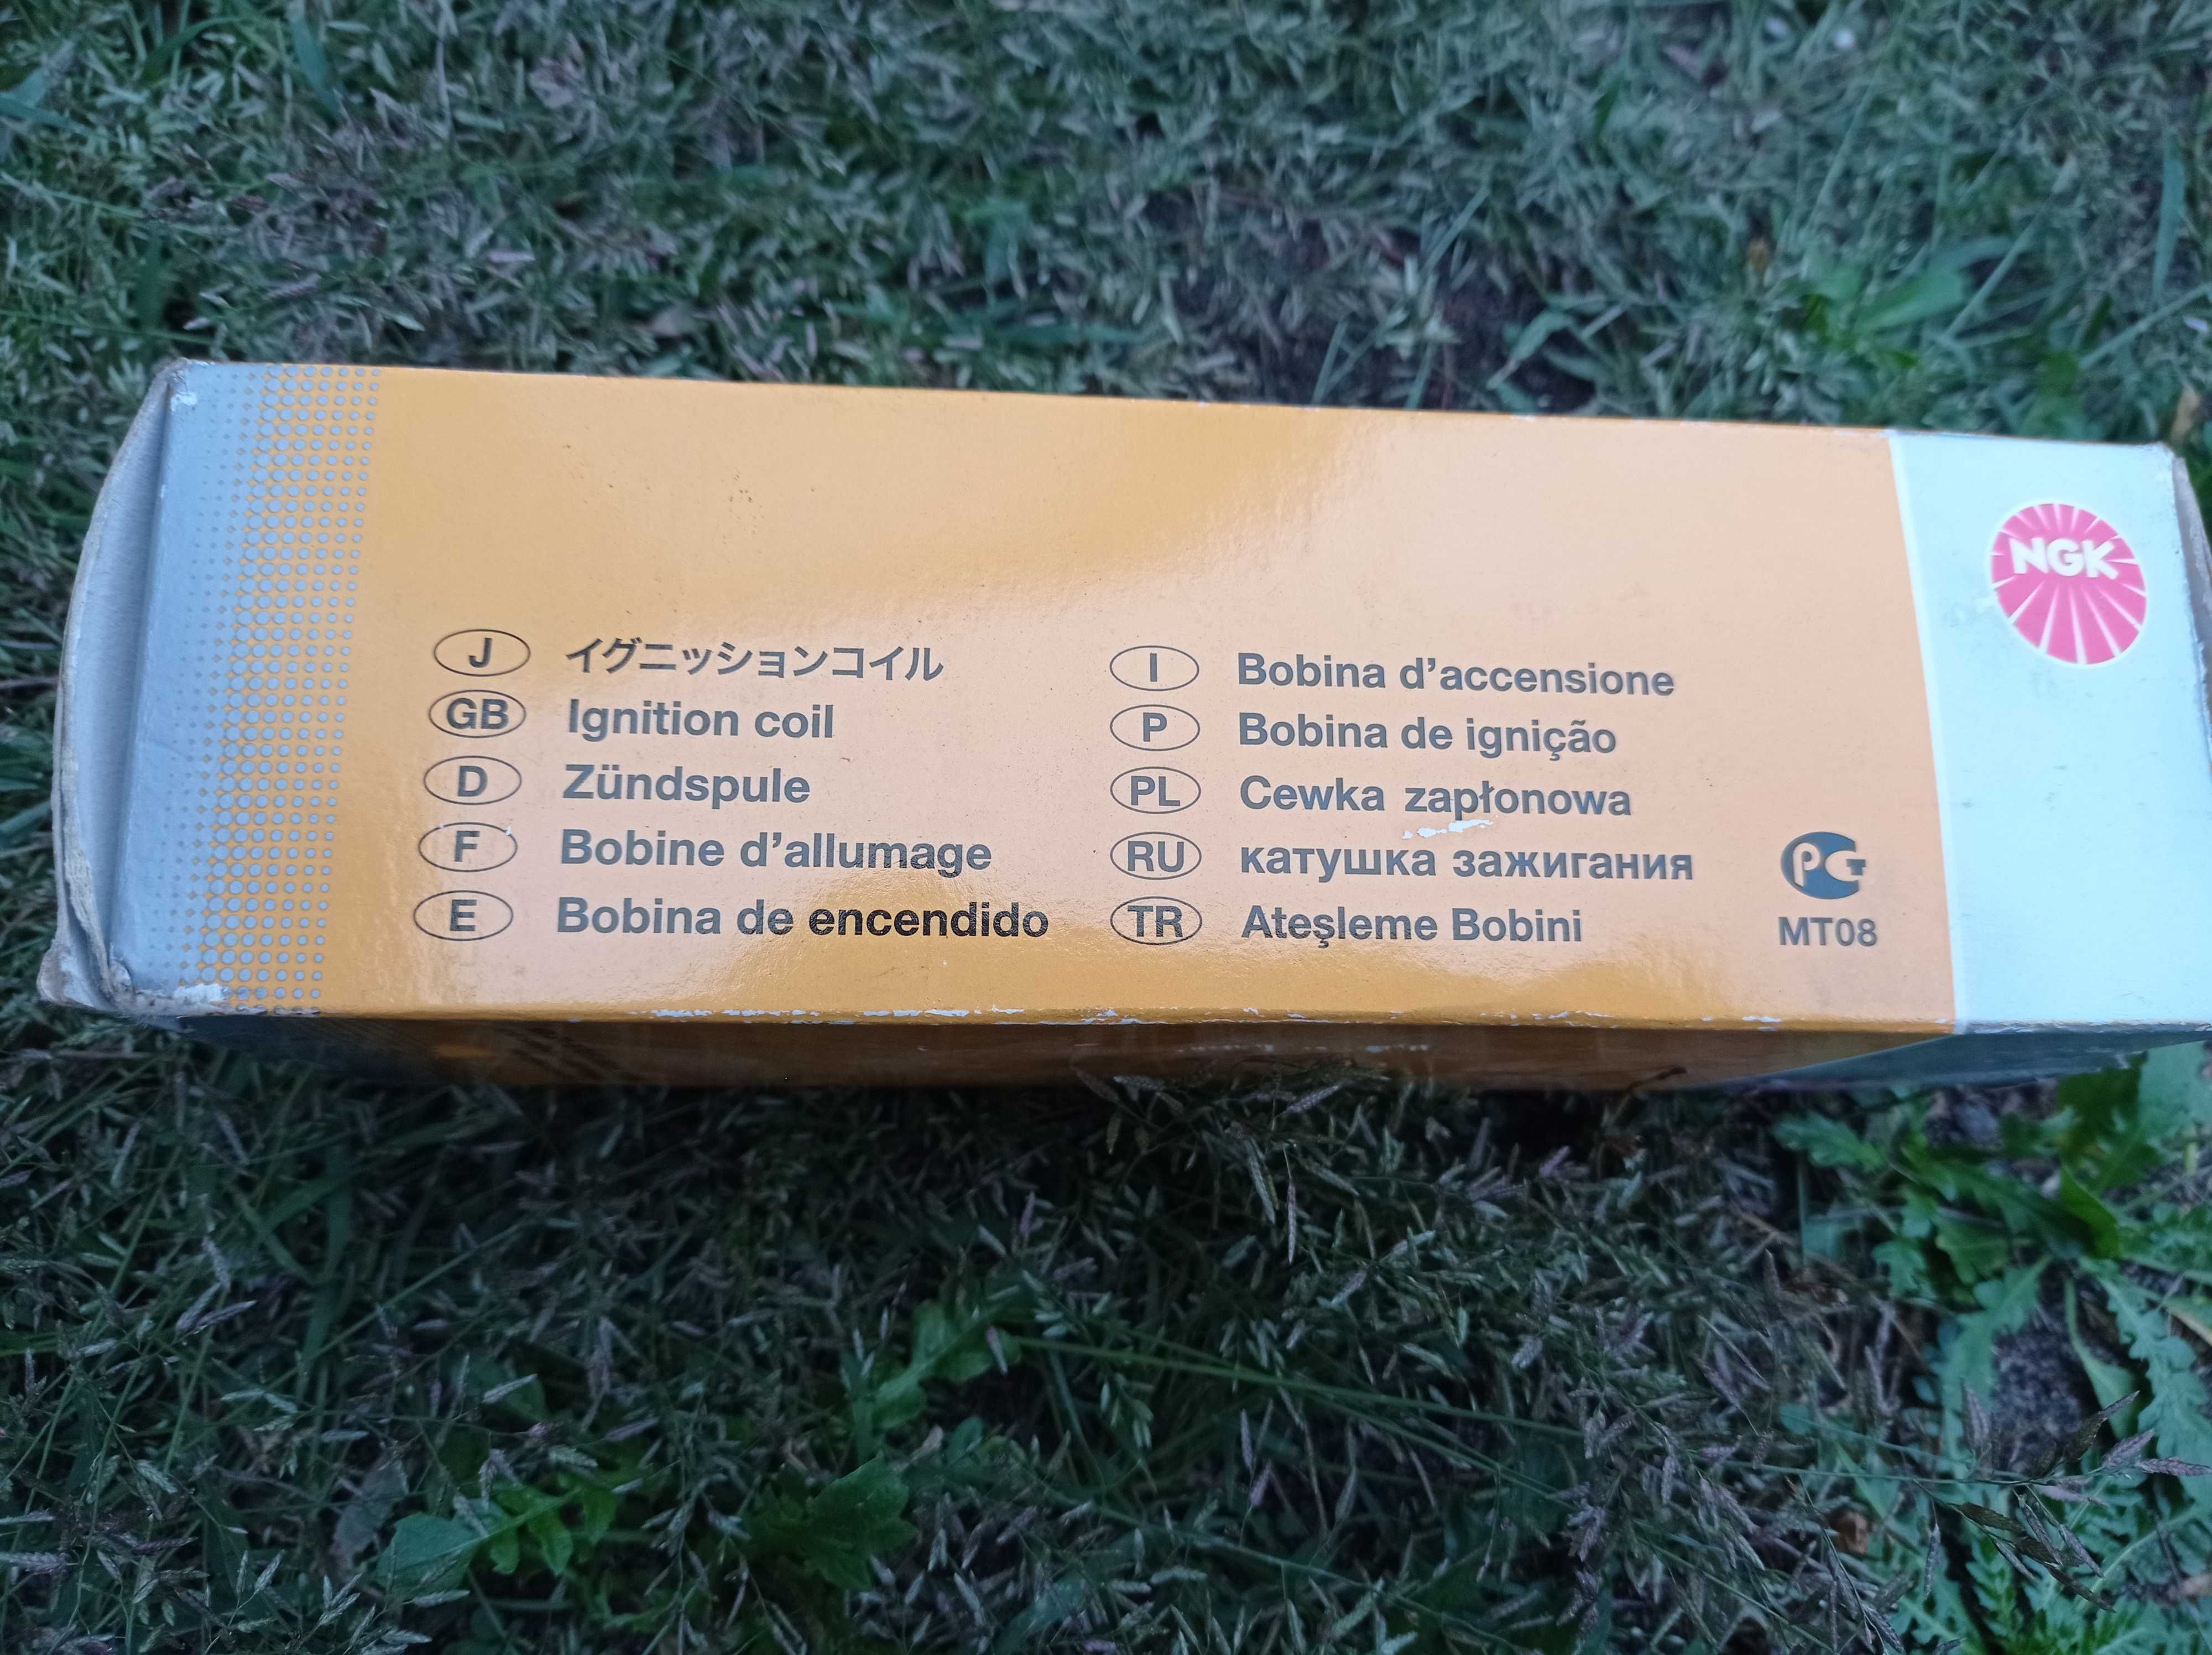 J イグニッションコイル
GB Ignition coil
D Zündspule
F Bobine d’allumage
E Bobina de encendido
I Bobina d’accensione
P Bobina de ignição
PL Cewka zapłonowa
RU катушка зажигания
TR Ateşleme Bobini
РСТ
MT08
NGK